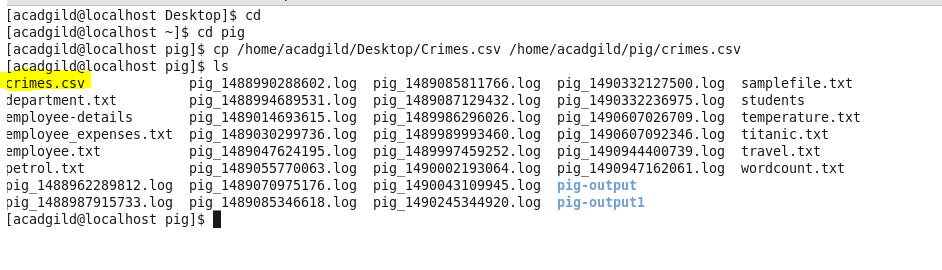 [acadgild@localhost Desktop]$ cd
[acadgild@localhost ~]$ cd pig
[acadgild@localhost pig]$ cp /home/acadgild/Desktop/Crimes.csv /home/acadgild/pig/crimes.csv
[acadgild@localhost pig]$ ls
crimes.csv pig_1488990288602.log pig_1489085811766.log pig_1490332127500.log samplefile.txt
department.txt pig_1488994689531.log pig_1489087129432.log pig_1490332236975.log students
employee-details pig_1489014693615.log pig_1489986296026.log pig_1490607026709.log temperature.txt
employee_expenses.txt pig_1489030299736.log pig_1489989993460.log pig_1490607092346.log titanic.txt
employee.txt pig_1489047624195.log pig_1489997459252.log pig_1490944400739.log travel.txt
petrol.txt pig_1489055770063.log pig_1490002193064.log pig_1490947162061.log wordcount.txt
pig_1488962289812.log pig_1489070975176.log pig_1490043109945.log pig-output
pig_1488987915733.log pig_1489085346618.log pig_1490245344920.log pig-output1
[acadgild@localhost pig]$